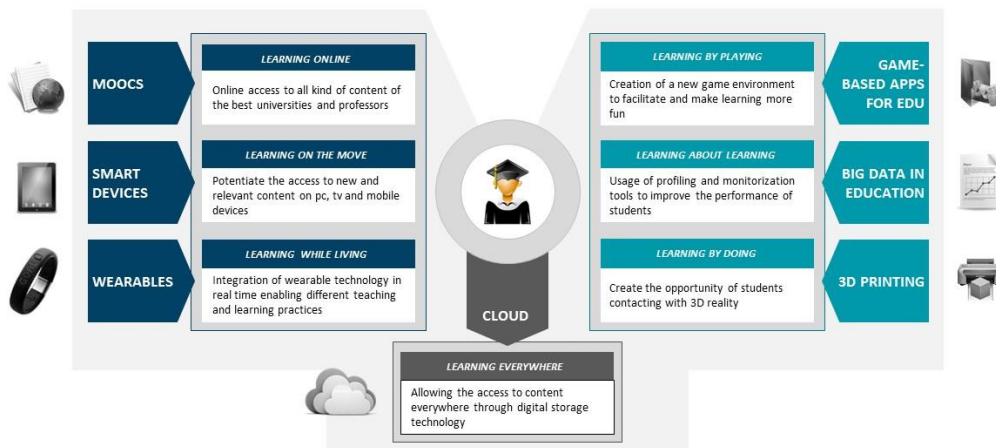 MOOCS
LEARNING ONLINE
Online access to all kind of content of
the best universities and professors
SMART
DEVICES
LEARNING ON THE MOVE
Potentiate the access to new and
relevant content on pc, tv and mobile
devices
WEARABLES
LEARNING WHILE LIVING
Integration of wearable technology in
real time enabling different teaching
and learning practices
LEARNING BY PLAYING
Creation of a new game environment
to facilitate and make learning more
fun
GAME-
BASED APPS
FOR EDU
LEARNING ABOUT LEARNING
Usage of profiling and monitorization
tools to improve the performance of
students
BIG DATA IN
EDUCATION
LEARNING BY DOING
Create the opportunity of students
contacting with 3D reality
3D PRINTING
CLOUD
LEARNING EVERYWHERE
Allowing the access to content
everywhere through digital storage
technology